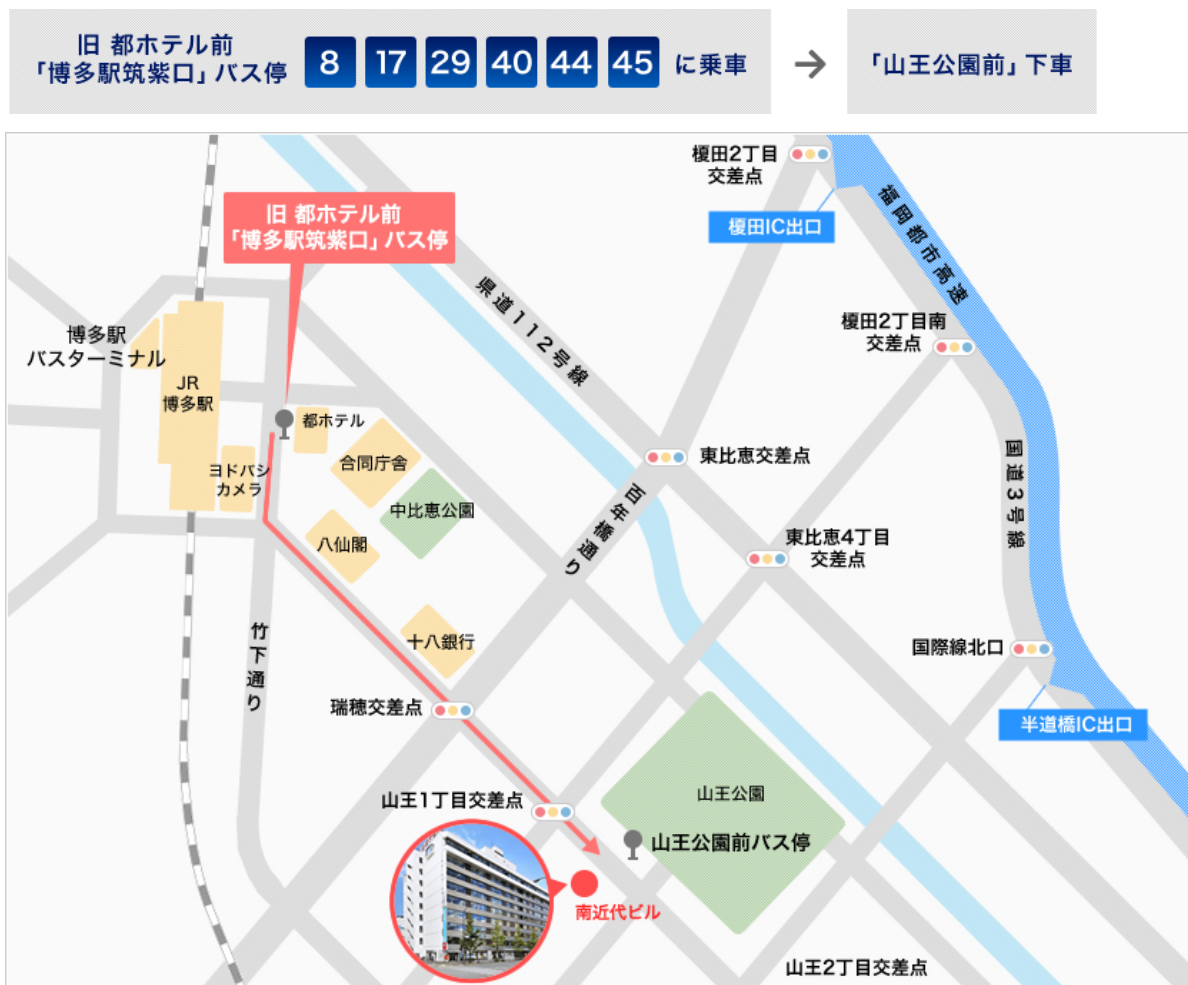 旧 都ホテル前
「博多駅筑紫口」バス停
8 17 29 40 44 45 に乗車
→
「山王公園前」下車
榎田2丁目
交差点
榎田IC出口
福岡都市高速
旧 都ホテル前
「博多駅筑紫口」バス停
県道112号線
榎田2丁目南
交差点
博多駅
バスターミナル
JR
博多駅
都ホテル
合同庁舎
ヨドバシ
カメラ
中比恵公園
八仙閣
東比恵交差点
百年橋通り
国道3号線
東比恵4丁目
交差点
十八銀行
竹下通り
国際線北口
瑞穂交差点
半道橋IC出口
山王公園
山王1丁目交差点
山王公園前バス停
南近代ビル
山王2丁目交差点